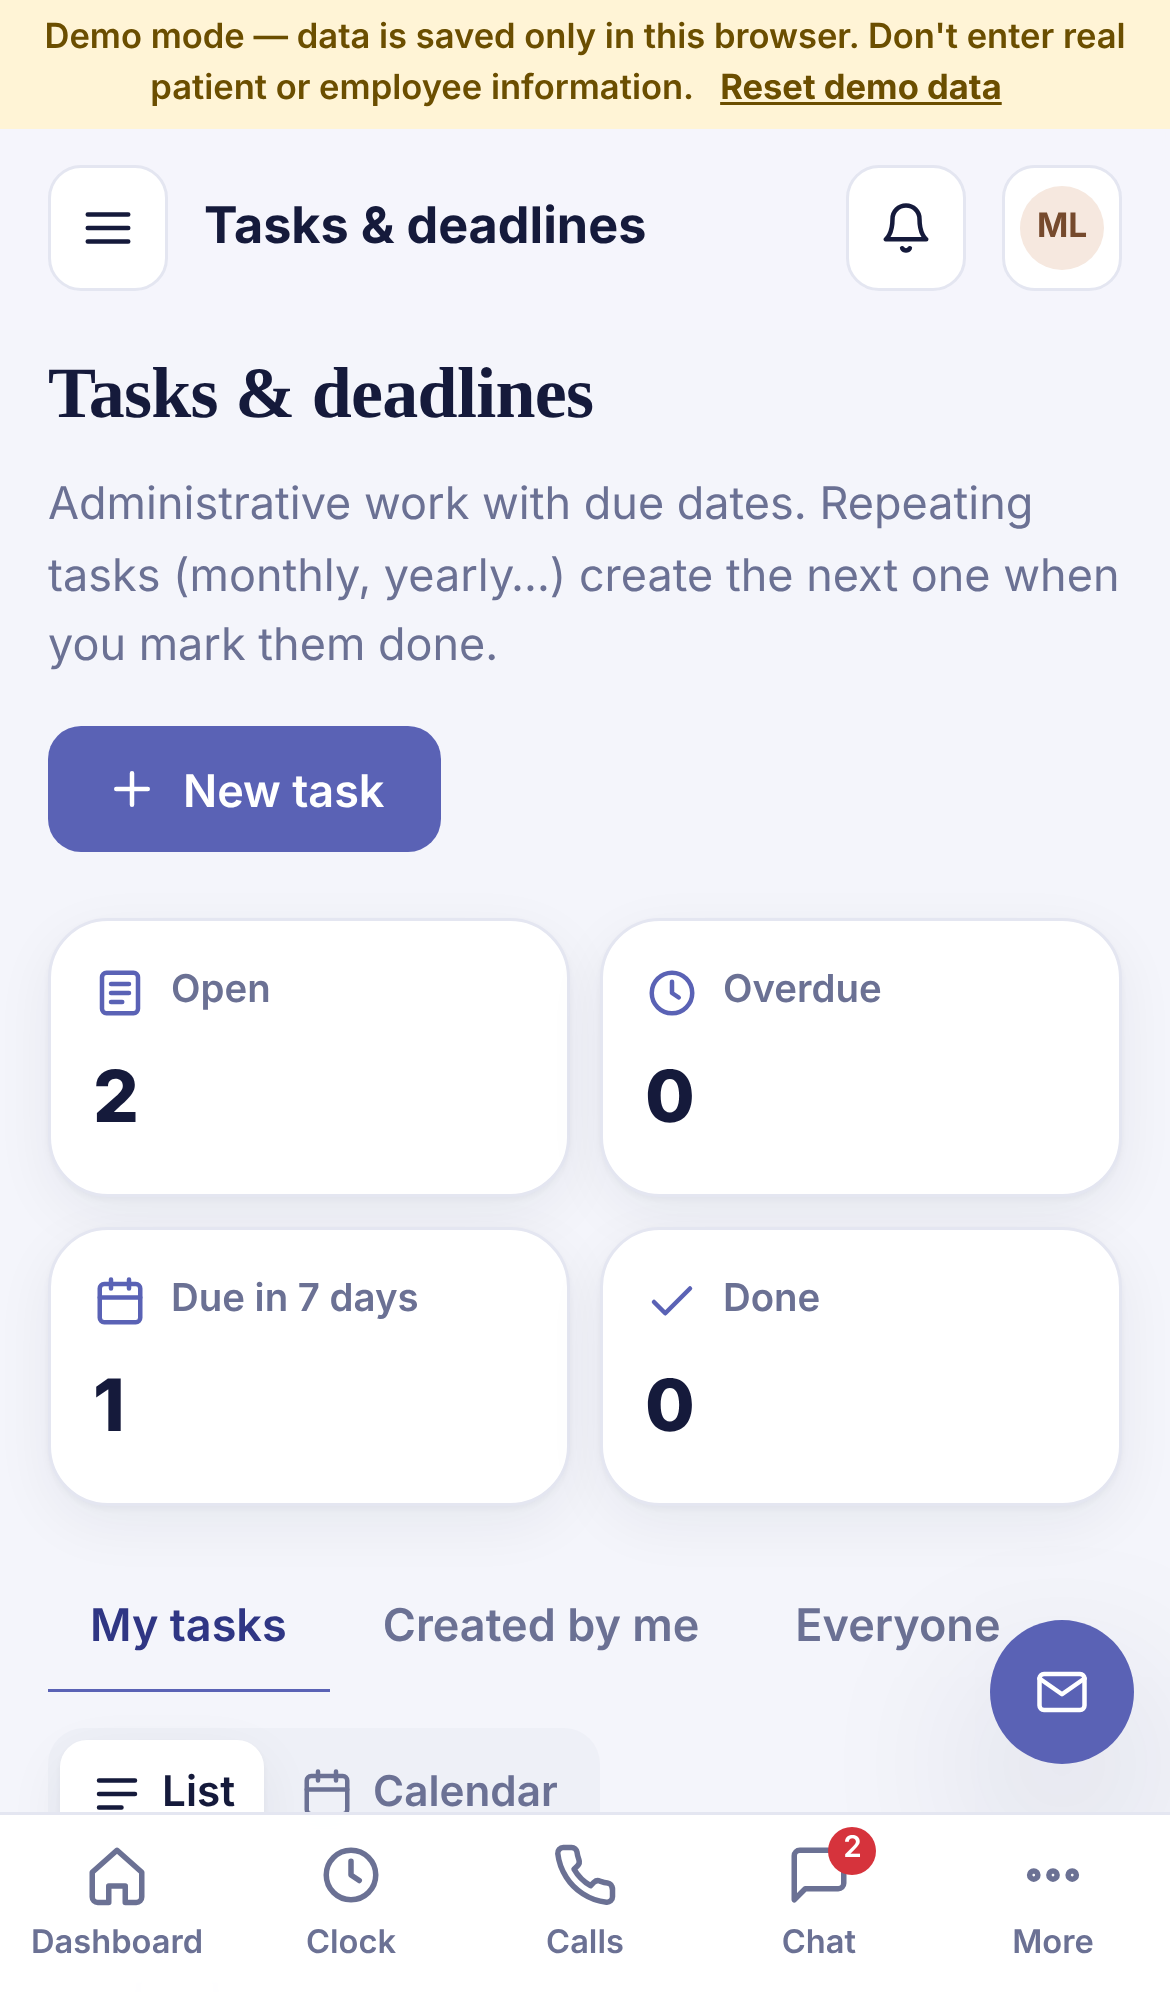 Demo mode — data is saved only in this browser. Don't enter real
patient or employee information. Reset demo data
Tasks & deadlines
ML
Tasks & deadlines
Administrative work with due dates. Repeating
tasks (monthly, yearly...) create the next one when
you mark them done.
+ New task
Open
2
Overdue
0
Due in 7 days
1
Done
0
My tasks
Created by me
Everyone
List
Calendar
2
Dashboard
Clock
Calls
Chat
More